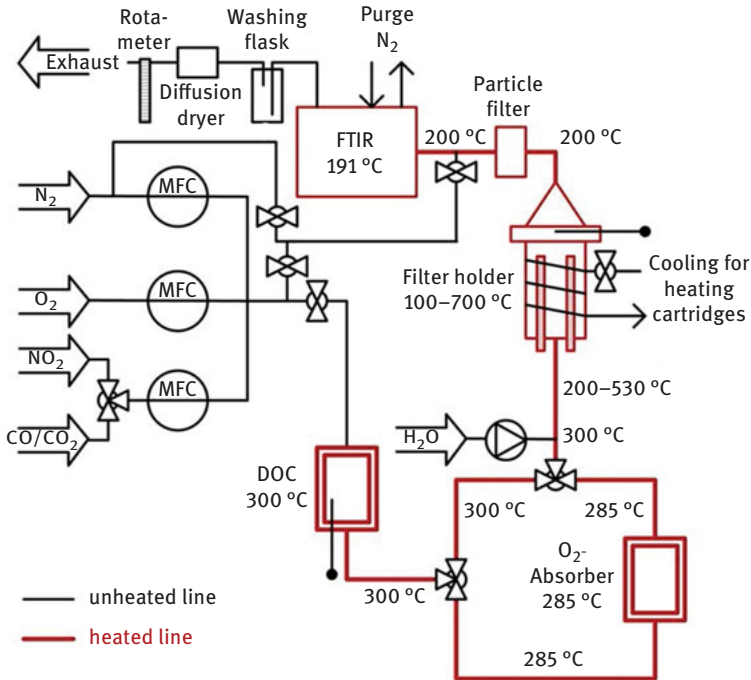 Rota-
meter
Washing
flask
Purge
N2
Exhaust
Diffusion
dryer
Particle
filter
FTIR
191 °C
200 °C
200 °C
N2
MFC
O2
MFC
Filter holder
100–700 °C
Cooling for
heating
cartridges
NO2
MFC
CO/CO2
200–530 °C
H2O
300 °C
DOC
300 °C
300 °C
285 °C
O2-
Absorber
285 °C
300 °C
285 °C
unheated line
heated line